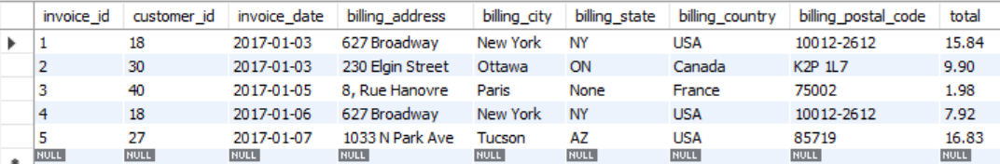 invoice_id customer_id invoice_date billing_address billing_city billing_state billing_country billing_postal_code total
1 18 2017-01-03 627 Broadway New York NY USA 10012-2612 15.84
2 30 2017-01-03 230 Elgin Street Ottawa ON Canada K2P 1L7 9.90
3 40 2017-01-05 8, Rue Hanovre Paris None France 75002 1.98
4 18 2017-01-06 627 Broadway New York NY USA 10012-2612 7.92
5 27 2017-01-07 1033 N Park Ave Tucson AZ USA 85719 16.83
NULL NULL NULL NULL NULL NULL NULL NULL NULL